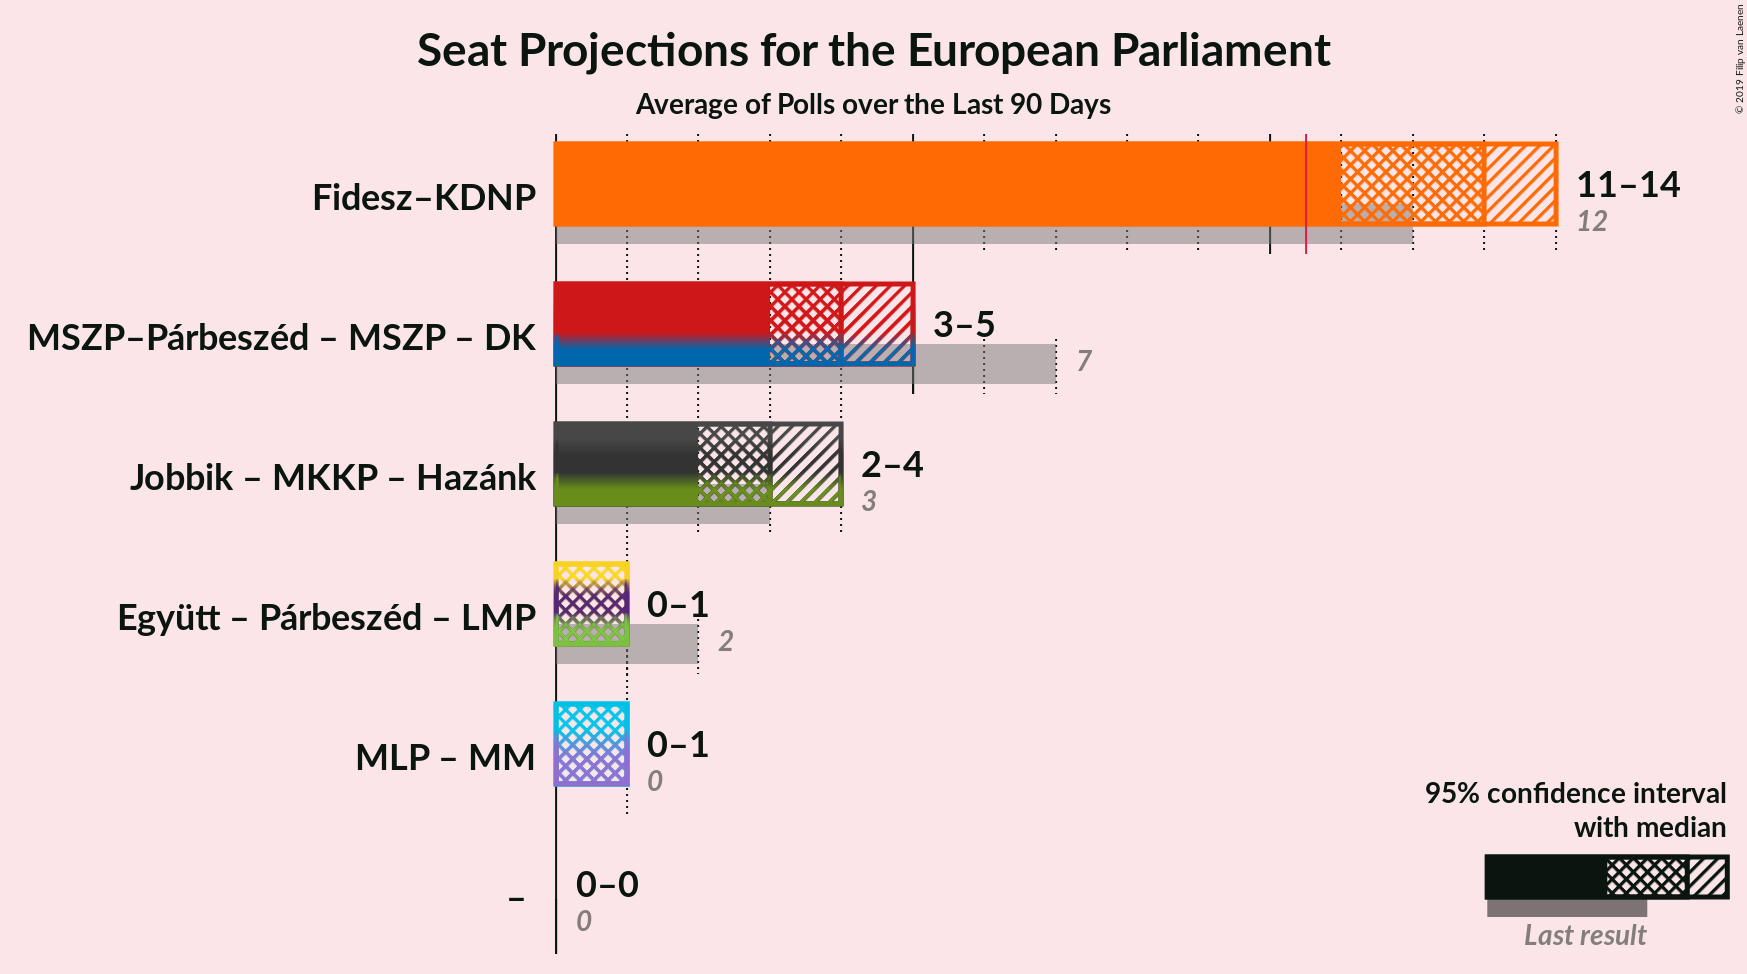 Seat Projections for the European Parliament
Average of Polls over the Last 90 Days
© 2019 Filip van Laenen
Fidesz–KDNP
11–14
12
MSZP–Párbeszéd – MSZP – DK
3–5
7
Jobbik – MKKP – Hazánk
2–4
3
Együtt – Párbeszéd – LMP
0–1
2
MLP – MM
0–1
0
–
0–0
0
95% confidence interval
with median
Last result